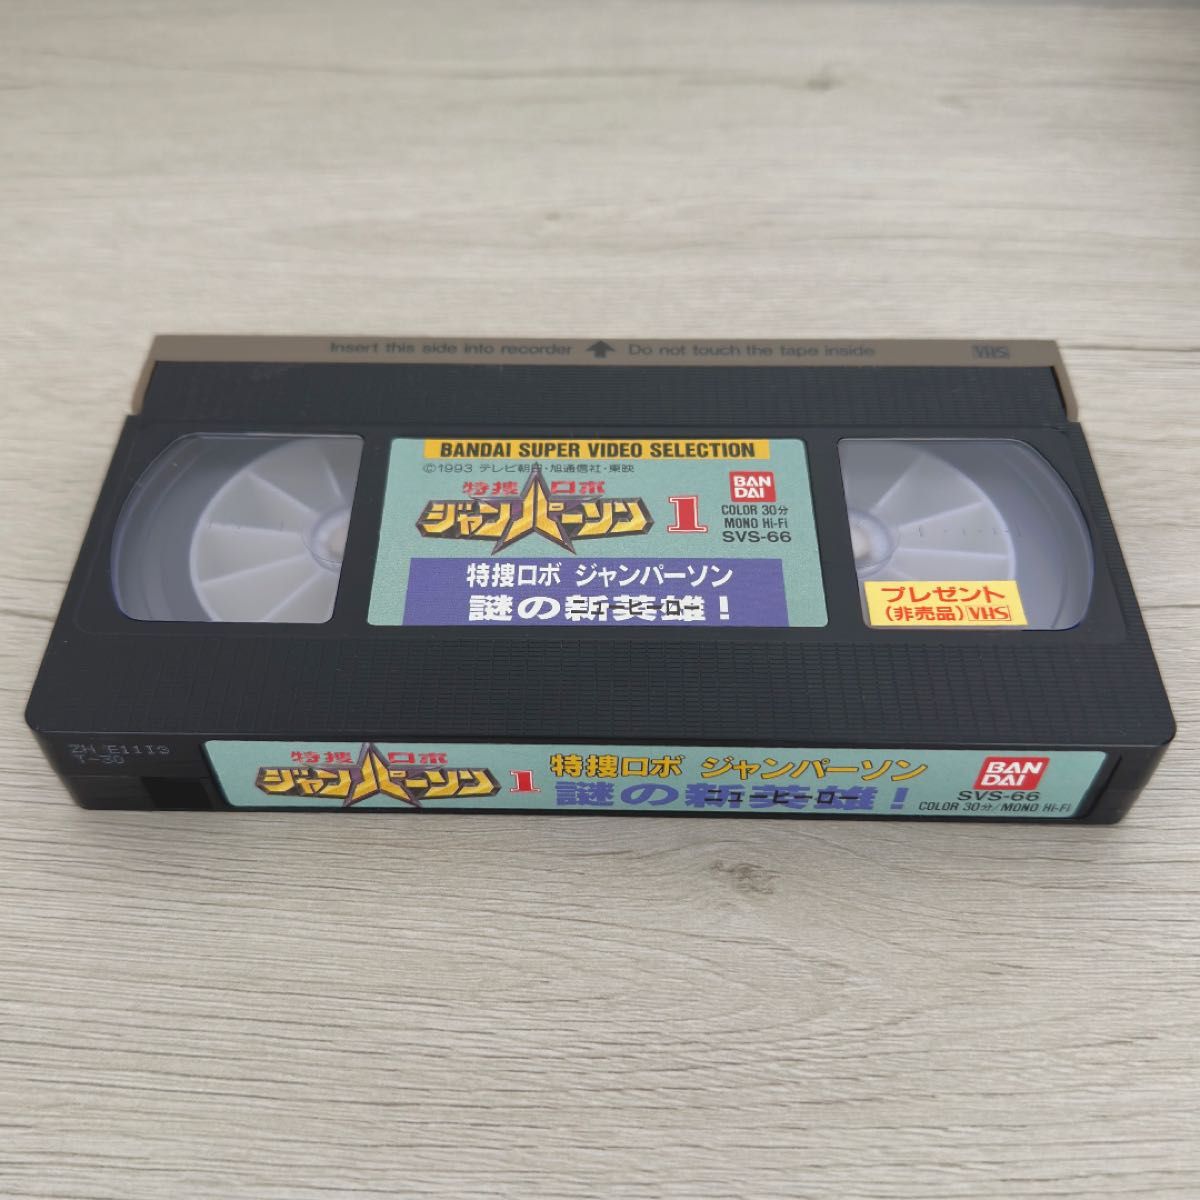 Insert this side into recorder Do not touch the tape inside VHS
BANDAI SUPER VIDEO SELECTION
©1993 テレビ朝日・旭通信社・東映
特捜ロボ
ジャンパーソン 1
BAN
DAI
COLOR 30分
MONO Hi-Fi
SVS-66
特捜ロボ ジャンパーソン
ニューヒーロー
謎の新英雄!
プレゼント
(非売品) VHS
ZH E11I3
T-30
特捜ロボ
ジャンパーソン 1
特捜ロボ ジャンパーソン
ニューヒーロー
謎の新英雄!
BAN
DAI
SVS-66
COLOR 30分/MONO Hi-Fi